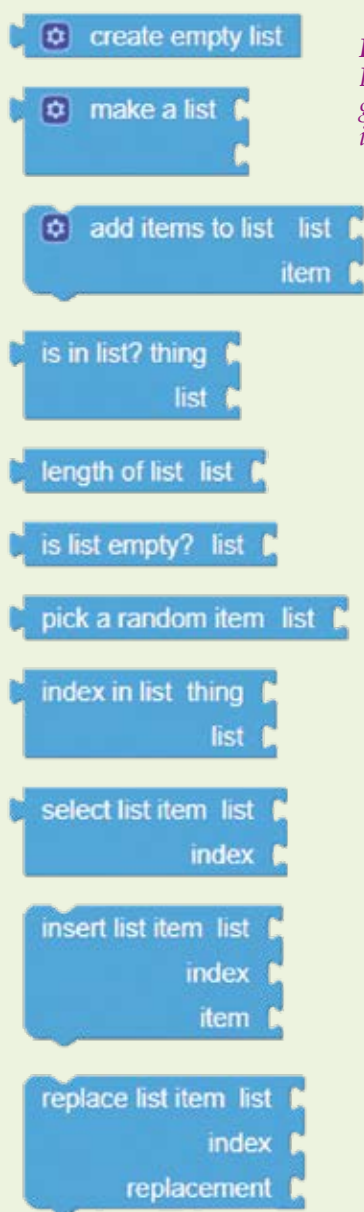 create empty list
make a list
add items to list list
item
is in list? thing
list
length of list list
is list empty? list
pick a random item list
index in list thing
list
select list item list
index
insert list item list
index
item
replace list item list
index
replacement